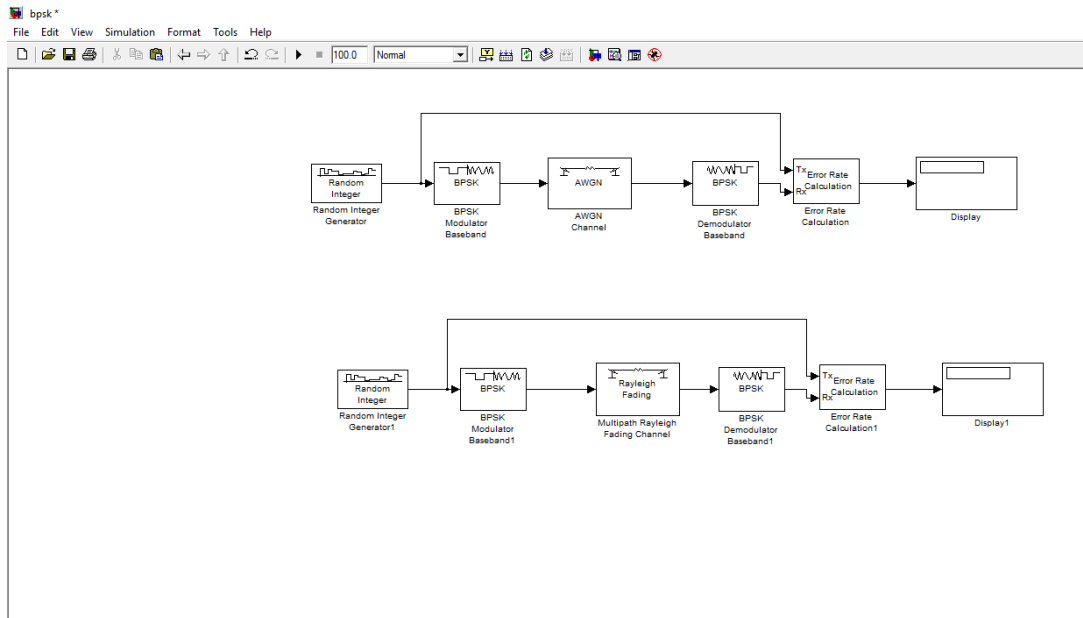 bpsk *
File Edit View Simulation Format Tools Help
100.0 Normal
Random
Integer
Random Integer
Generator
BPSK
BPSK
Modulator
Baseband
AWGN
AWGN
Channel
BPSK
BPSK
Demodulator
Baseband
Tx
Rx
Error Rate
Calculation
Error Rate
Calculation
Display
Random
Integer
Random Integer
Generator1
BPSK
BPSK
Modulator
Baseband1
Rayleigh
Fading
Multipath Rayleigh
Fading Channel
BPSK
BPSK
Demodulator
Baseband1
Tx
Rx
Error Rate
Calculation
Error Rate
Calculation1
Display1